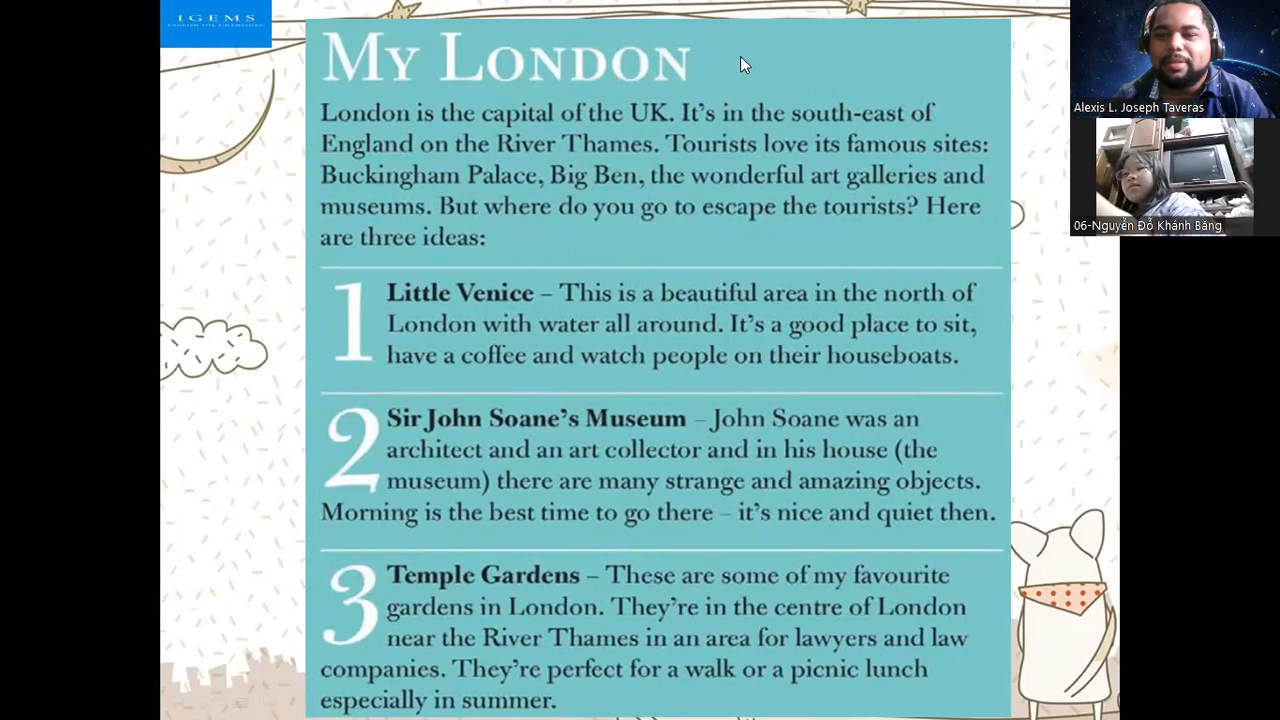 IGEMS
ENGLISH FOR CHAMPIONS
MY LONDON
London is the capital of the UK. It's in the south-east of
England on the River Thames. Tourists love its famous sites:
Buckingham Palace, Big Ben, the wonderful art galleries and
museums. But where do you go to escape the tourists? Here
are three ideas:
1 Little Venice – This is a beautiful area in the north of
London with water all around. It's a good place to sit,
have a coffee and watch people on their houseboats.
2 Sir John Soane's Museum – John Soane was an
architect and an art collector and in his house (the
museum) there are many strange and amazing objects.
Morning is the best time to go there – it's nice and quiet then.
3 Temple Gardens – These are some of my favourite
gardens in London. They're in the centre of London
near the River Thames in an area for lawyers and law
companies. They're perfect for a walk or a picnic lunch
especially in summer.
Alexis L. Joseph Taveras
06-Nguyễn Đỗ Khánh Băng